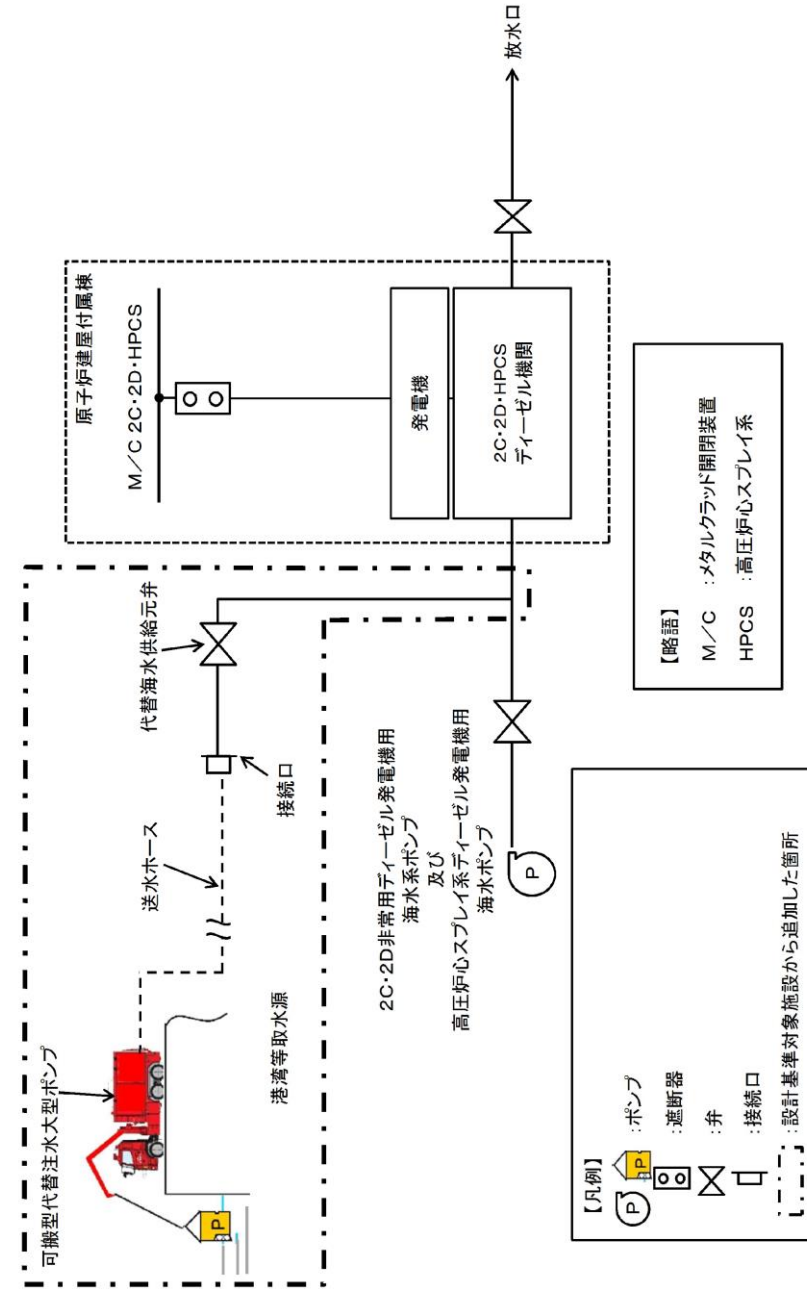 可搬型代替注水大型ポンプ
P
港湾等取水源
送水ホース
接続口
代替海水供給元弁
原子炉建屋付属棟
M/C 2C・2D・HPCS
発電機
2C・2D・HPCS
ディーゼル機関
放水口
2C・2D非常用ディーゼル発電機用
海水系ポンプ
及び
高圧炉心スプレイ系ディーゼル発電機用
海水ポンプ
P
【凡例】
P P :ポンプ
:遮断器
:弁
:接続口
:設計基準対象施設から追加した箇所
【略語】
M/C :メタルクラッド開閉装置
HPCS :高圧炉心スプレイ系